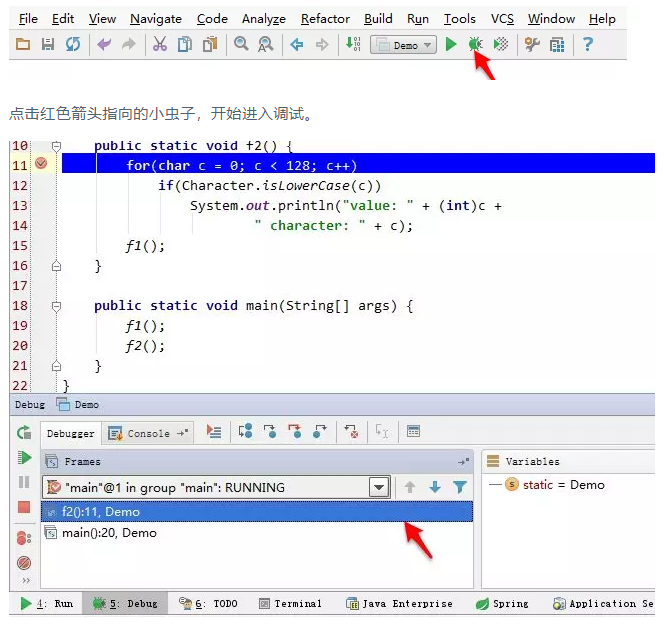 File Edit View Navigate Code Analyze Refactor Build Run Tools VCS Window Help
Demo
点击红色箭头指向的小虫子，开始进入调试。
10 public static void f2() {
11 for(char c = 0; c < 128; c++)
12 if(Character.isLowerCase(c))
13 System.out.println("value: " + (int)c +
14 " character: " + c);
15 f1();
16 }
17
18 public static void main(String[] args) {
19 f1();
20 f2();
21 }
22 }
Debug Demo
Debugger Console
Frames Variables
"main"@1 in group "main": RUNNING
static = Demo
f2():11, Demo
main():20, Demo
4: Run 5: Debug 6: TODO Terminal Java Enterprise Spring Application Se